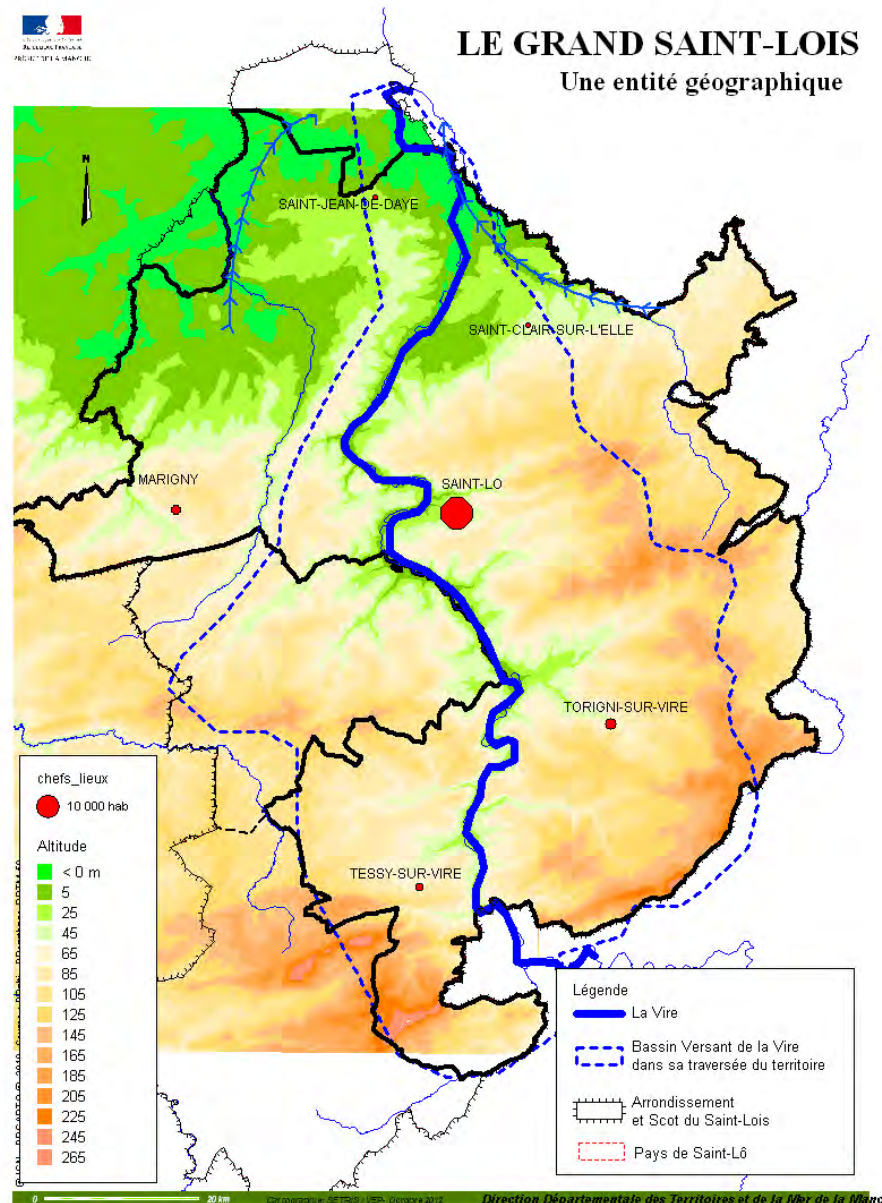 LE GRAND SAINT-LOIS
Une entité géographique
N
SAINT-JEAN-DE-DAYE
SAINT-CLAIR-SUR-L'ELLE
MARIGNY
SAINT-LO
TORIGNI-SUR-VIRE
TESSY-SUR-VIRE
chefs_lieux
10 000 hab
Altitude
< 0 m
5
25
45
65
85
105
125
145
165
185
205
225
245
265
Légende
La Vire
Bassin Versant de la Vire
dans sa traversée du territoire
Arrondissement
et Scot du Saint-Lois
Pays de Saint-Lô
0 20 km
Direction Départementale des Territoires et de la Mer de la Manc